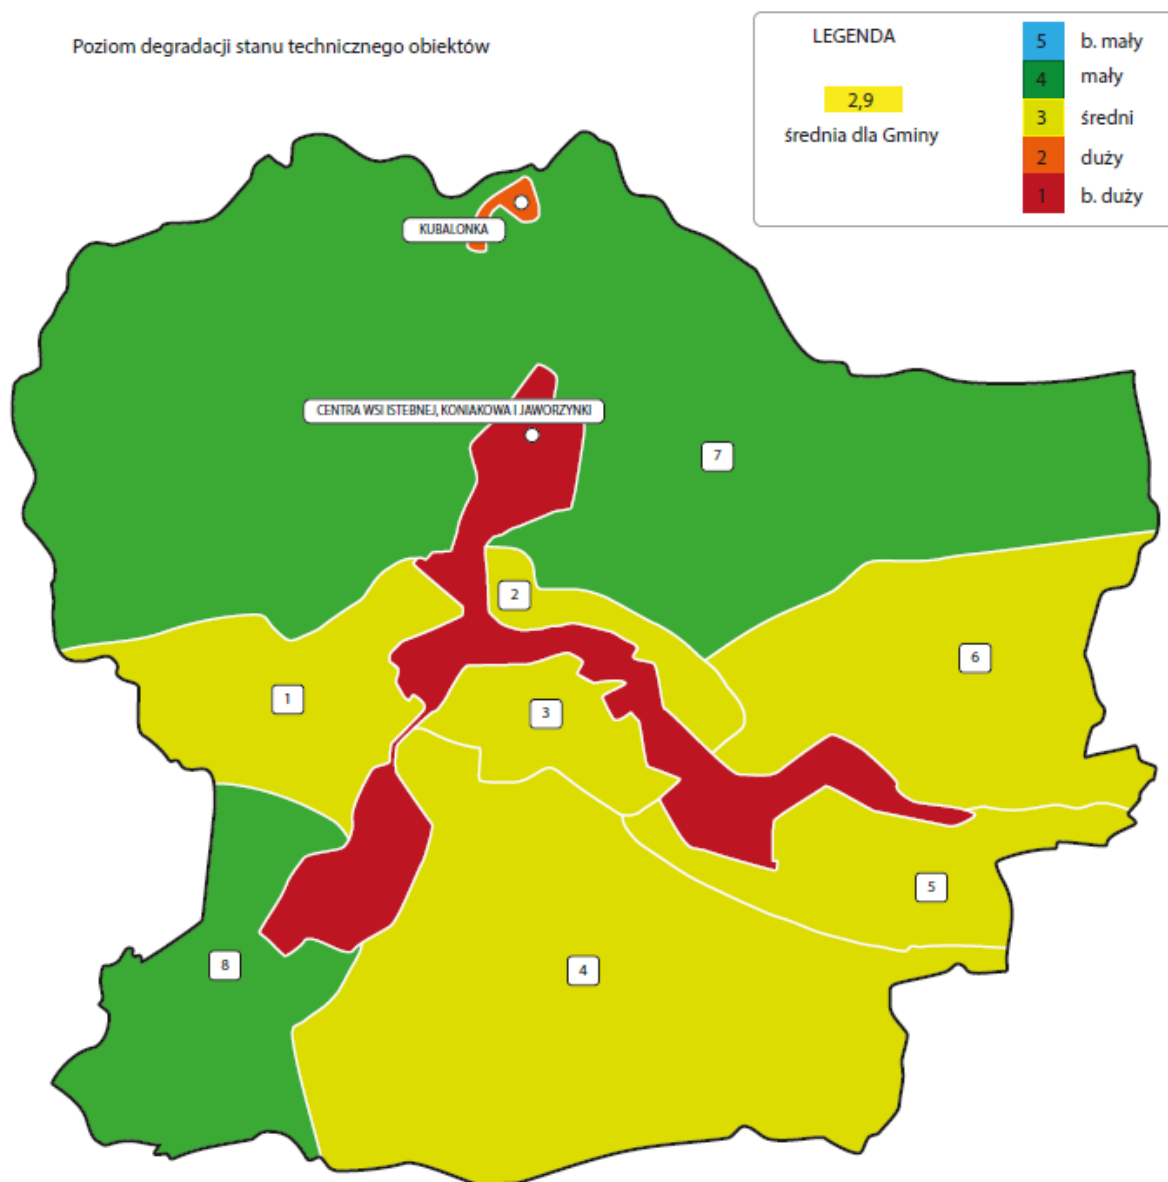 Poziom degradacji stanu technicznego obiektów
LEGENDA
2,9
średnia dla Gminy
5 b. mały
4 mały
3 średni
2 duży
1 b. duży
KUBALONKA
CENTRA WSI ISTEBNEJ, KONIAKOWA I JAWORZYNKI
7
2
6
1
3
5
8
4